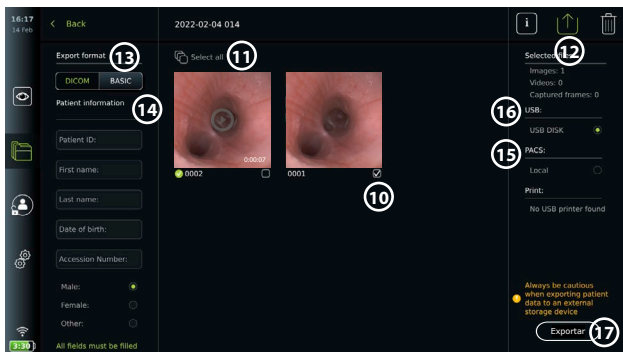 16:17
14 Feb
< Back
2022-02-04 014
i
Export format
13
DICOM
BASIC
Patient information
14
Patient ID:
First name:
Last name:
Date of birth:
Accession Number:
Male:
Female:
Other:
All fields must be filled
3:30
Select all
11
0:00:07
0002
0001
10
Selected files
12
Images: 1
Videos: 0
Captured frames: 0
16
USB:
USB DISK
15
PACS:
Local
Print:
No USB printer found
Always be cautious
when exporting patient
data to an external
storage device
Exportar
17